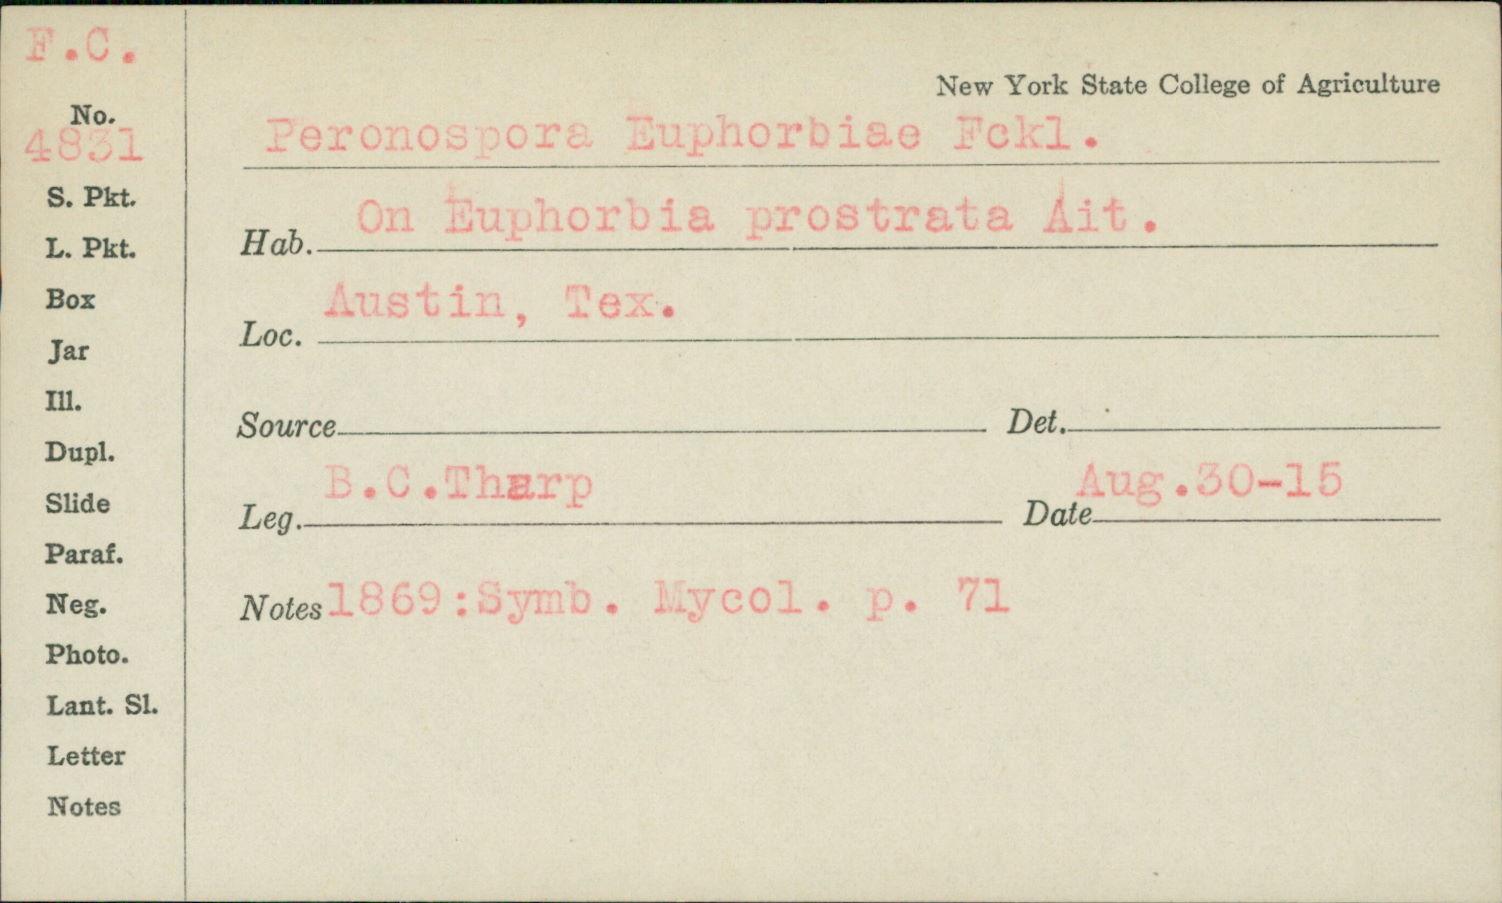 F.C.
No.
4831
S. Pkt.
L. Pkt.
Box
Jar
Ill.
Dupl.
Slide
Paraf.
Neg.
Photo.
Lant. Sl.
Letter
Notes
New York State College of Agriculture
Peronospora Euphorbiae Fckl.
Hab. On Euphorbia prostrata Ait.
Loc. Austin, Tex.
Source Det.
Leg. B.C.Tharp Date Aug.30-15
Notes 1869:Symb. Mycol. p. 71